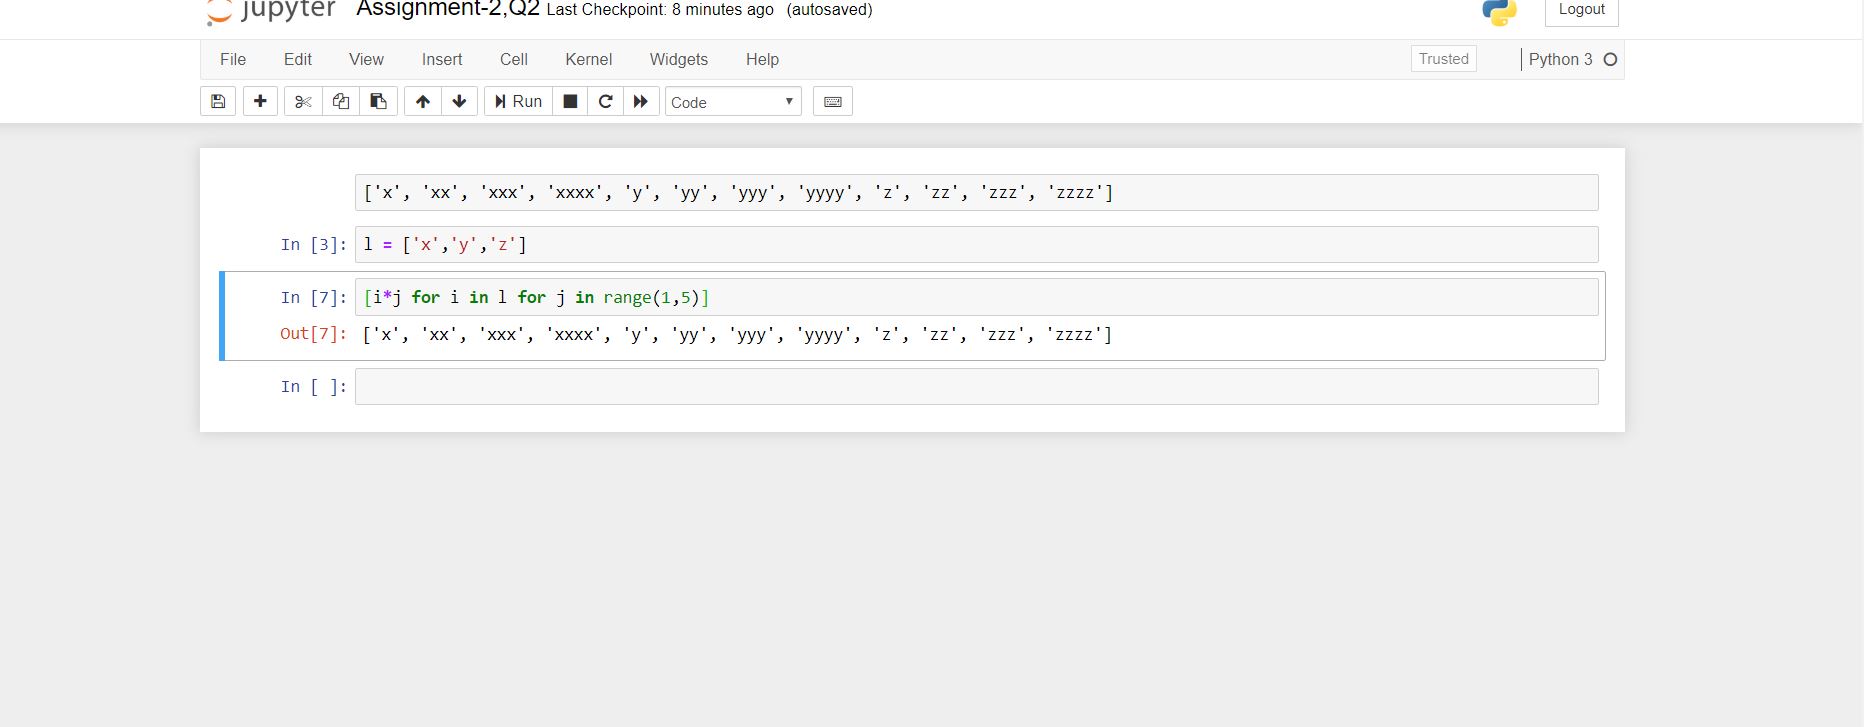 jupyter Assignment-2,Q2 Last Checkpoint: 8 minutes ago (autosaved) Logout
File Edit View Insert Cell Kernel Widgets Help Trusted Python 3
Run Code
['x', 'xx', 'xxx', 'xxxx', 'y', 'yy', 'yyy', 'yyyy', 'z', 'zz', 'zzz', 'zzzz']
In [3]: l = ['x','y','z']
In [7]: [i*j for i in l for j in range(1,5)]
Out[7]: ['x', 'xx', 'xxx', 'xxxx', 'y', 'yy', 'yyy', 'yyyy', 'z', 'zz', 'zzz', 'zzzz']
In [ ]: